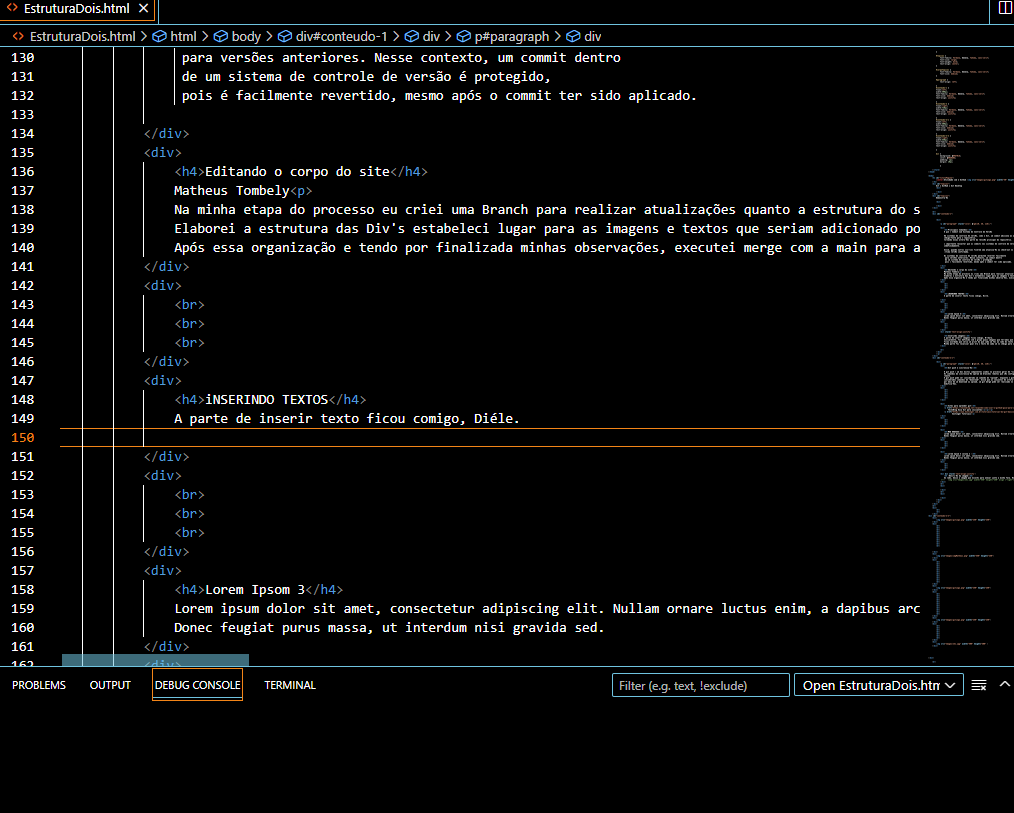 <> EstruturaDois.html ×
<> EstruturaDois.html > html > body > div#conteudo-1 > div > p#paragraph > div
130 para versões anteriores. Nesse contexto, um commit dentro
131 de um sistema de controle de versão é protegido,
132 pois é facilmente revertido, mesmo após o commit ter sido aplicado.
133
134 </div>
135 <div>
136 <h4>Editando o corpo do site</h4>
137 Matheus Tombely<p>
138 Na minha etapa do processo eu criei uma Branch para realizar atualizações quanto a estrutura do s
139 Elaborei a estrutura das Div's estabeleci lugar para as imagens e textos que seriam adicionado po
140 Após essa organização e tendo por finalizada minhas observações, executei merge com a main para a
141 </div>
142 <div>
143 <br>
144 <br>
145 <br>
146 </div>
147 <div>
148 <h4>iNSERINDO TEXTOS</h4>
149 A parte de inserir texto ficou comigo, Diéle.
150
151 </div>
152 <div>
153 <br>
154 <br>
155 <br>
156 </div>
157 <div>
158 <h4>Lorem Ipsom 3</h4>
159 Lorem ipsum dolor sit amet, consectetur adipiscing elit. Nullam ornare luctus enim, a dapibus arc
160 Donec feugiat purus massa, ut interdum nisi gravida sed.
161 </div>
162 <div>
PROBLEMS OUTPUT DEBUG CONSOLE TERMINAL Filter (e.g. text, !exclude) Open EstruturaDois.htm